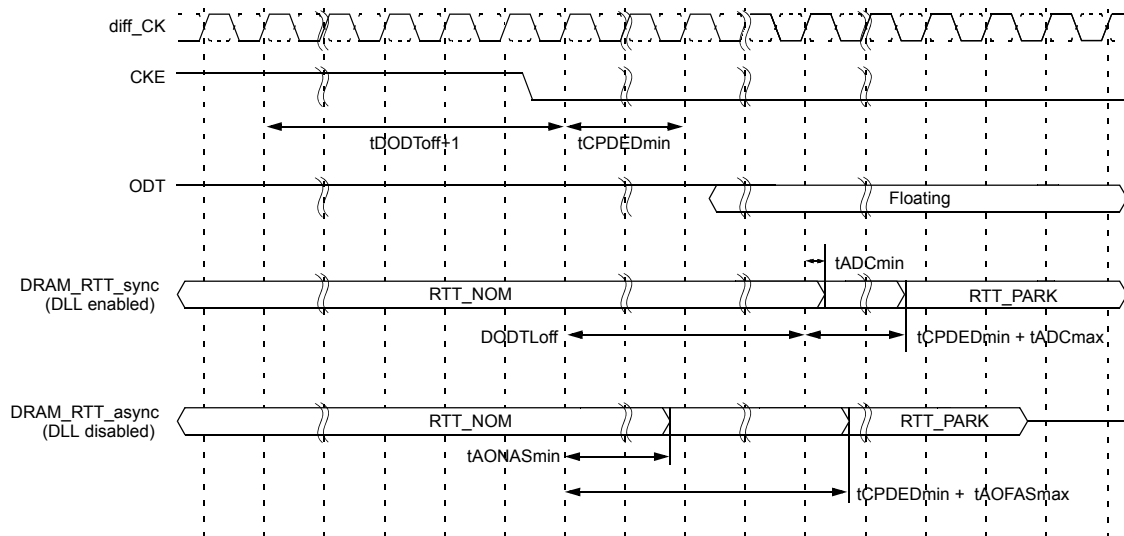 diff_CK
CKE
tDODToff+1
tCPDEDmin
ODT
Floating
tADCmin
DRAM_RTT_sync
(DLL enabled)
RTT_NOM
RTT_PARK
DODTLoff
tCPDEDmin + tADCmax
DRAM_RTT_async
(DLL disabled)
RTT_NOM
RTT_PARK
tAONASmin
tCPDEDmin + tAOFASmax